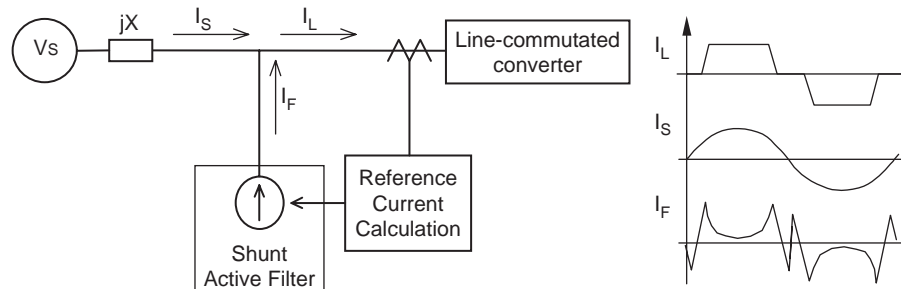 Vs
jX
I_S
I_L
I_F
Line-commutated
converter
Reference
Current
Calculation
Shunt
Active Filter
I_L
I_S
I_F